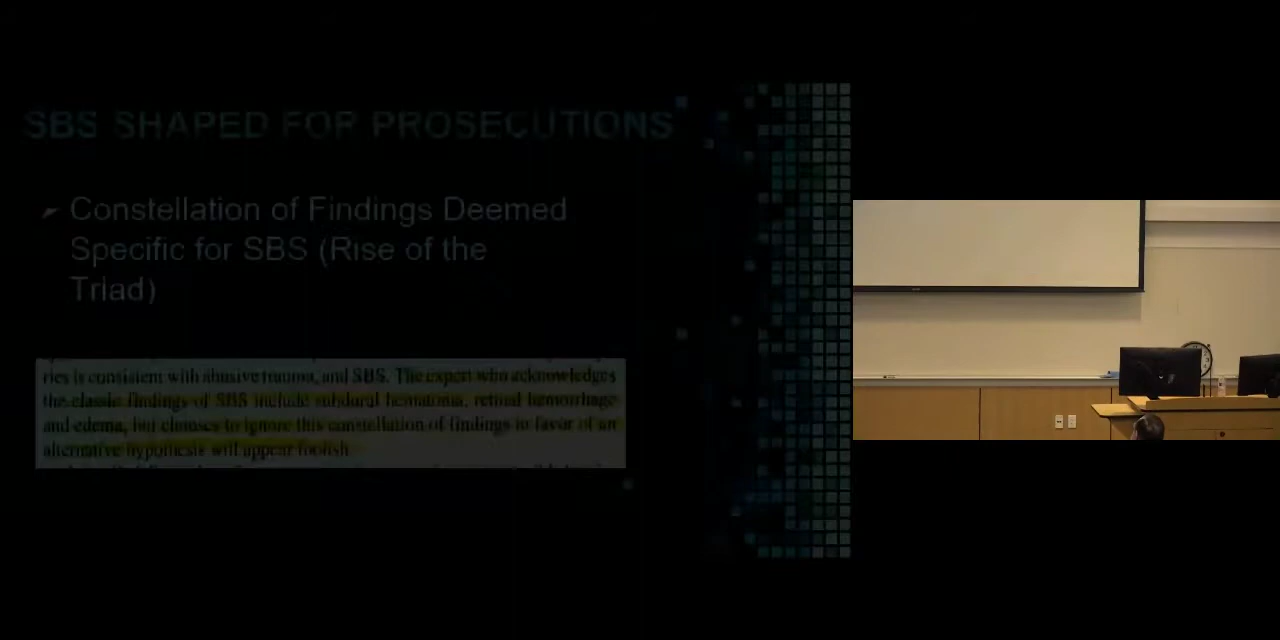 SBS SHAPED FOR PROSECUTIONS
Constellation of Findings Deemed
Specific for SBS (Rise of the
Triad)
ries is consistent with abusive trauma, and SBS. The expert who acknowledges
the classic findings of SBS include subdural hematoma, retinal hemorrhage
and edema, but chooses to ignore this constellation of findings in favor of an
alternative hypothesis will appear foolish